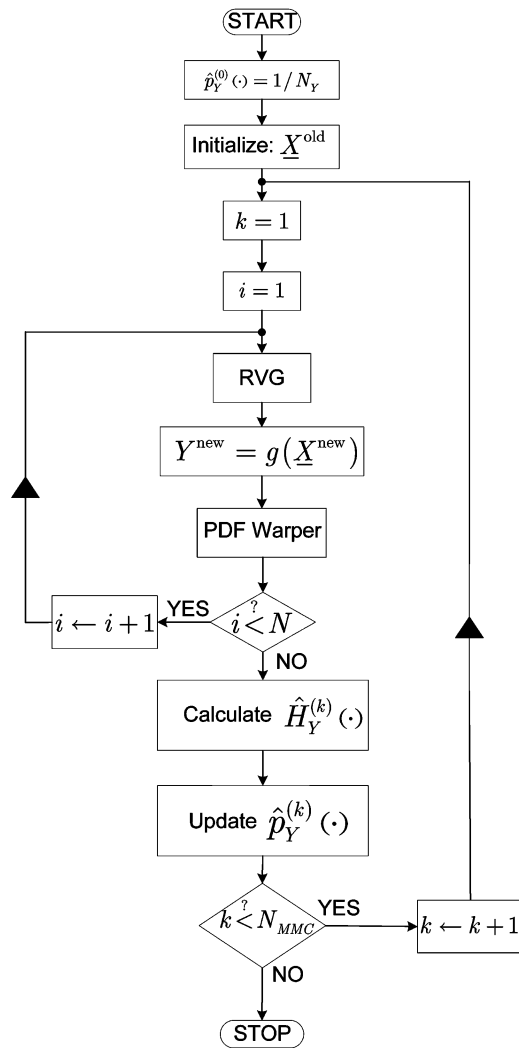 START
p̂_Y^(0)(·) = 1/N_Y
Initialize: X̲^old
k = 1
i = 1
RVG
Y^new = g(X̲^new)
PDF Warper
i ← i + 1
YES
i <^? N
NO
Calculate Ĥ_Y^(k)(·)
Update p̂_Y^(k)(·)
k <^? N_MMC
YES
k ← k + 1
NO
STOP